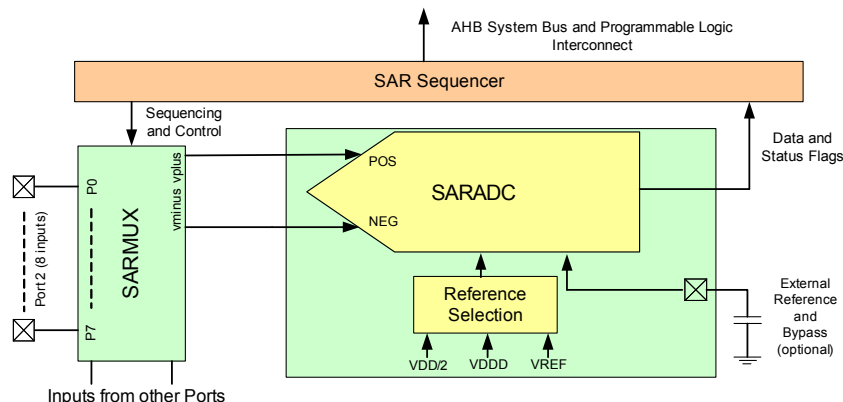 AHB System Bus and Programmable Logic
Interconnect
SAR Sequencer
Sequencing
and Control
Data and
Status Flags
vminus vplus
P0
POS
SARADC
NEG
SARMUX
Port 2 (8 inputs)
P7
Reference
Selection
External
Reference
and
Bypass
(optional)
VDD/2
VDDD
VREF
Inputs from other Ports